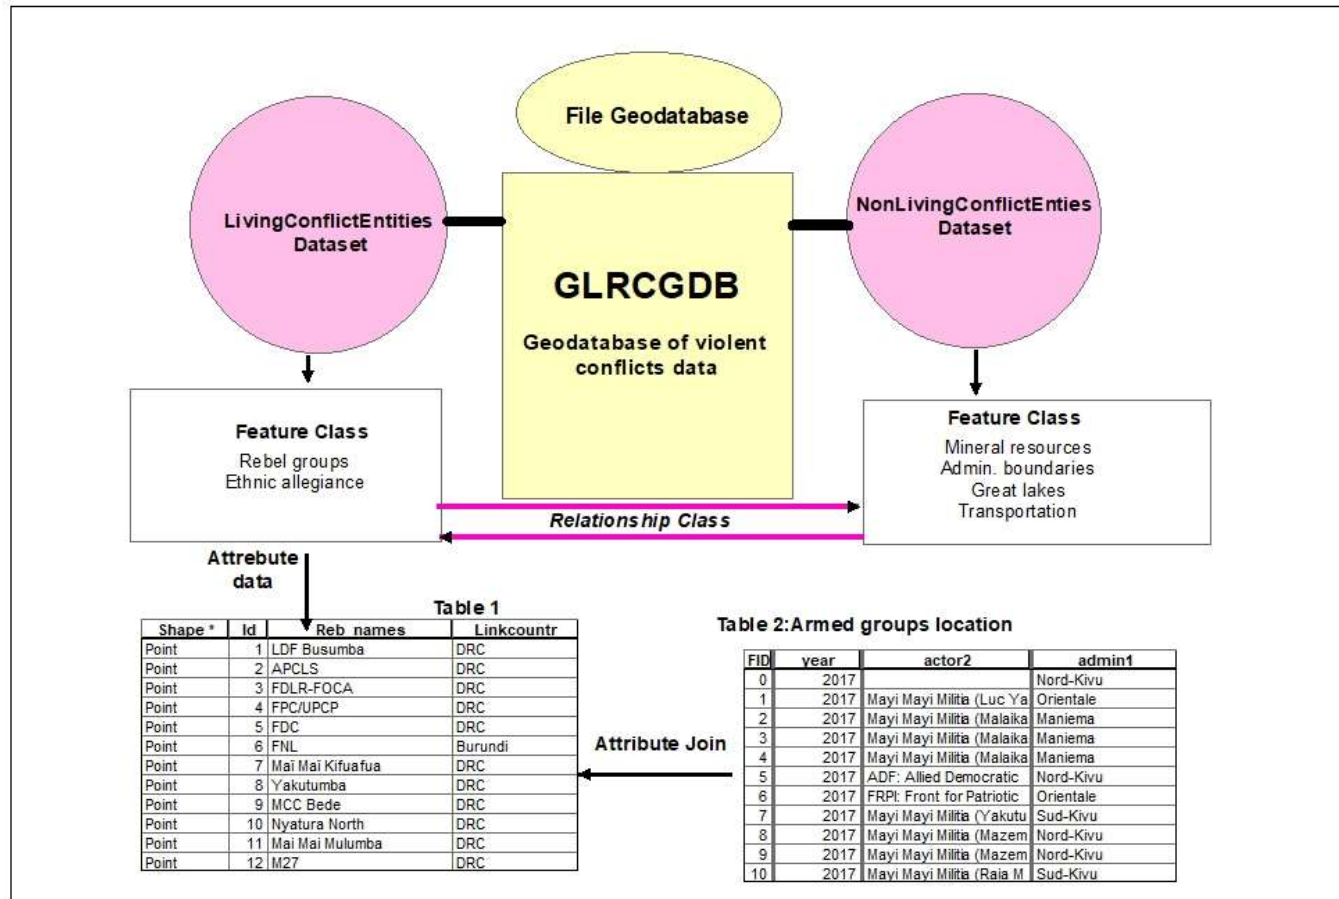 File Geodatabase
LivingConflictEntities
Dataset
NonLivingConflictEnties
Dataset
GLRCGDB
Geodatabase of violent
conflicts data
Feature Class
Rebel groups
Ethnic allegiance
Feature Class
Mineral resources
Admin. boundaries
Great lakes
Transportation
Relationship Class
Attrebute
data
Table 1
Shape * Id Reb_names Linkcountr
Point 1 LDF Busumba DRC
Point 2 APCLS DRC
Point 3 FDLR-FOCA DRC
Point 4 FPC/UPCP DRC
Point 5 FDC DRC
Point 6 FNL Burundi
Point 7 Mai Mai Kifuafua DRC
Point 8 Yakutumba DRC
Point 9 MCC Bede DRC
Point 10 Nyatura North DRC
Point 11 Mai Mai Mulumba DRC
Point 12 M27 DRC
Attribute Join
Table 2:Armed groups location
FID year actor2 admin1
0 2017 Nord-Kivu
1 2017 Mayi Mayi Militia (Luc Ya Orientale
2 2017 Mayi Mayi Militia (Malaika Maniema
3 2017 Mayi Mayi Militia (Malaika Maniema
4 2017 Mayi Mayi Militia (Malaika Maniema
5 2017 ADF: Allied Democratic Nord-Kivu
6 2017 FRPI: Front for Patriotic Orientale
7 2017 Mayi Mayi Militia (Yakutu Sud-Kivu
8 2017 Mayi Mayi Militia (Mazem Nord-Kivu
9 2017 Mayi Mayi Militia (Mazem Nord-Kivu
10 2017 Mayi Mayi Militia (Raia M Sud-Kivu